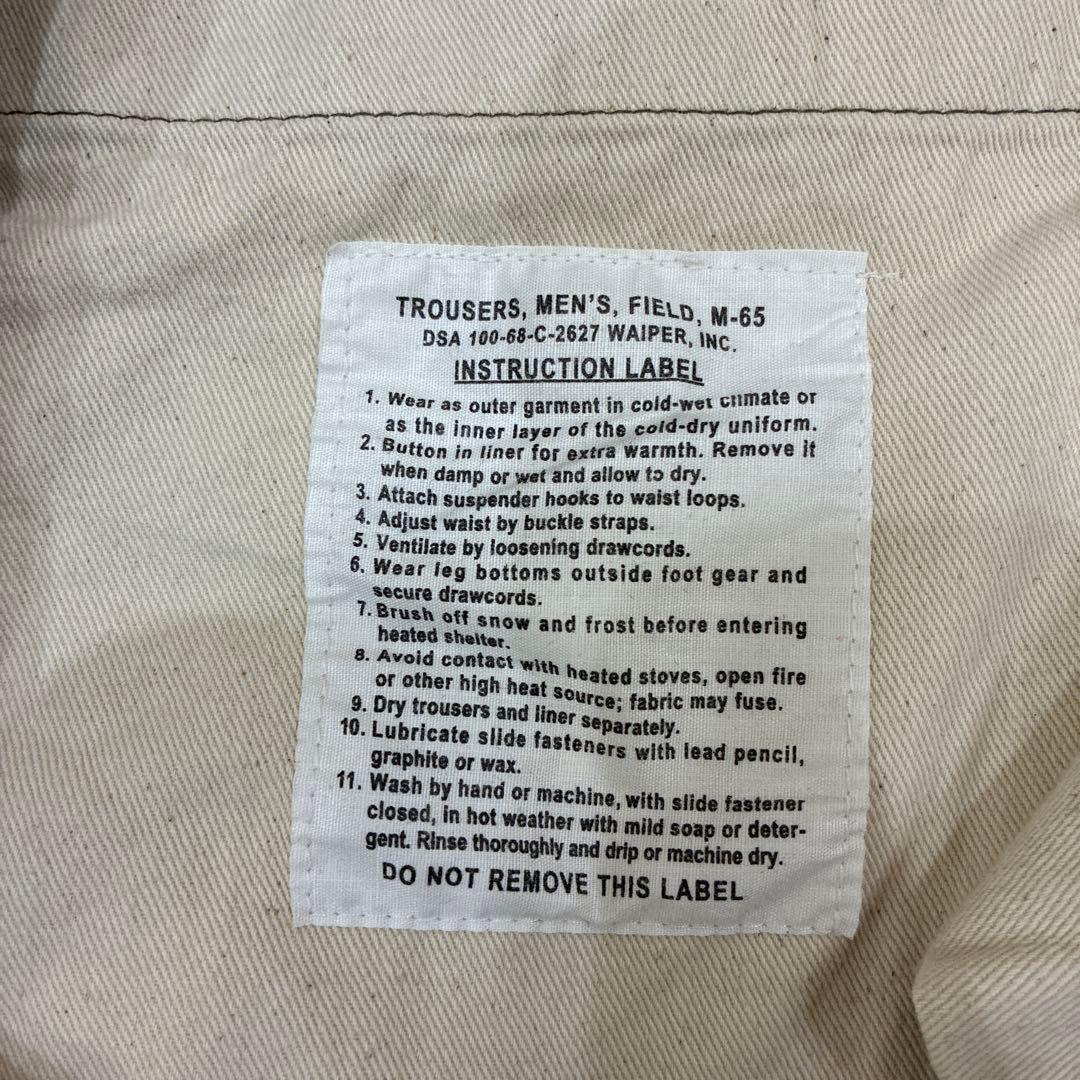 TROUSERS, MEN'S, FIELD, M-65
DSA 100-68-C-2627 WAIPER, INC.
INSTRUCTION LABEL
1. Wear as outer garment in cold-wet climate or
as the inner layer of the cold-dry uniform.
2. Button in liner for extra warmth. Remove it
when damp or wet and allow to dry.
3. Attach suspender hooks to waist loops.
4. Adjust waist by buckle straps.
5. Ventilate by loosening drawcords.
6. Wear leg bottoms outside foot gear and
secure drawcords.
7. Brush off snow and frost before entering
heated shelter.
8. Avoid contact with heated stoves, open fire
or other high heat source; fabric may fuse.
9. Dry trousers and liner separately.
10. Lubricate slide fasteners with lead pencil,
graphite or wax.
11. Wash by hand or machine, with slide fastener
closed, in hot weather with mild soap or deter-
gent. Rinse thoroughly and drip or machine dry.
DO NOT REMOVE THIS LABEL